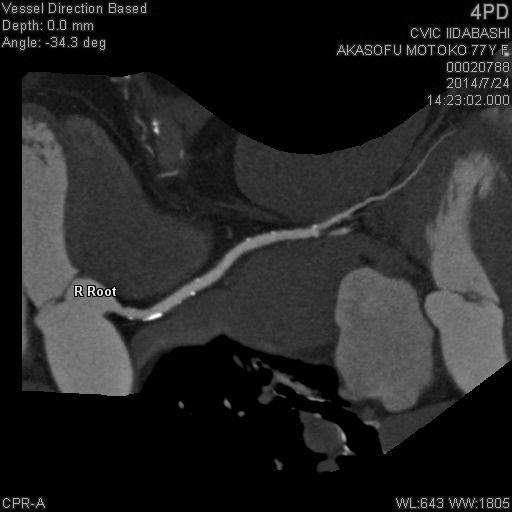 Vessel Direction Based
Depth: 0.0 mm
Angle: -34.3 deg
4PD
CVIC IIDABASHI
AKASOFU MOTOKO 77Y F
00020788
2014/7/24
14:23:02.000
R Root
CPR-A
WL:643 WW:1805